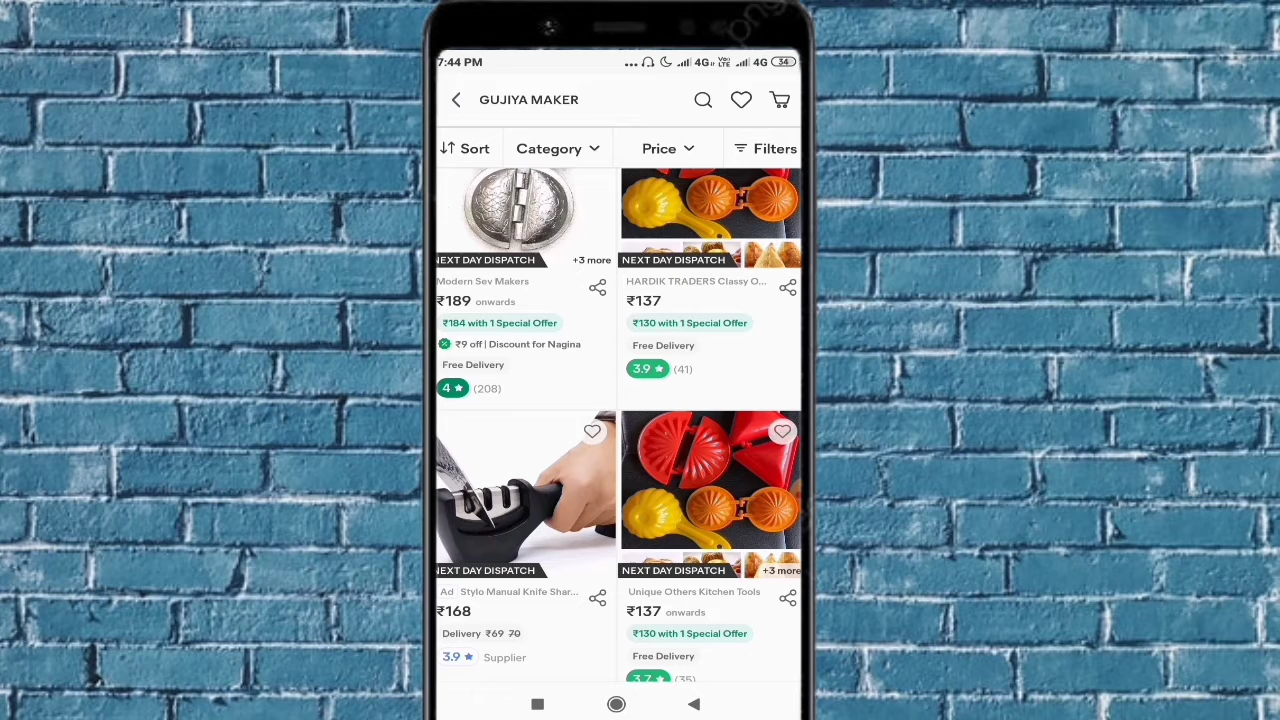 7:44 PM
4G
VoU LTE
4G
34
GUJIYA MAKER
Sort
Category
Price
Filters
NEXT DAY DISPATCH
+3 more
Modern Sev Makers
₹189 onwards
₹184 with 1 Special Offer
₹9 off | Discount for Nagina
Free Delivery
4 ★ (208)
NEXT DAY DISPATCH
HARDIK TRADERS Classy O...
₹137
₹130 with 1 Special Offer
Free Delivery
3.9 ★ (41)
NEXT DAY DISPATCH
Ad | Stylo Manual Knife Shar...
₹168
Delivery ₹69 70
3.9 ★ Supplier
NEXT DAY DISPATCH
+3 more
Unique Others Kitchen Tools
₹137 onwards
₹130 with 1 Special Offer
Free Delivery
3.7 ★ (35)